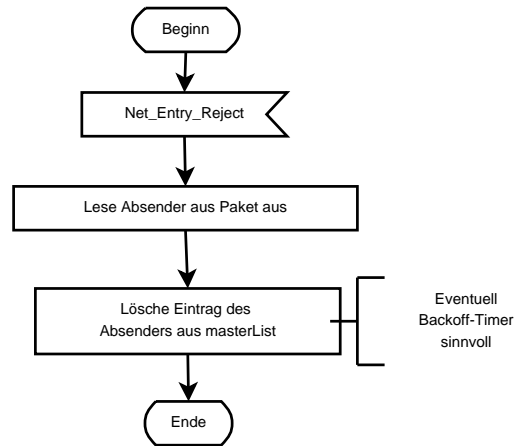 Beginn
Net_Entry_Reject
Lese Absender aus Paket aus
Lösche Eintrag des
Absenders aus masterList
Eventuell
Backoff-Timer
sinnvoll
Ende